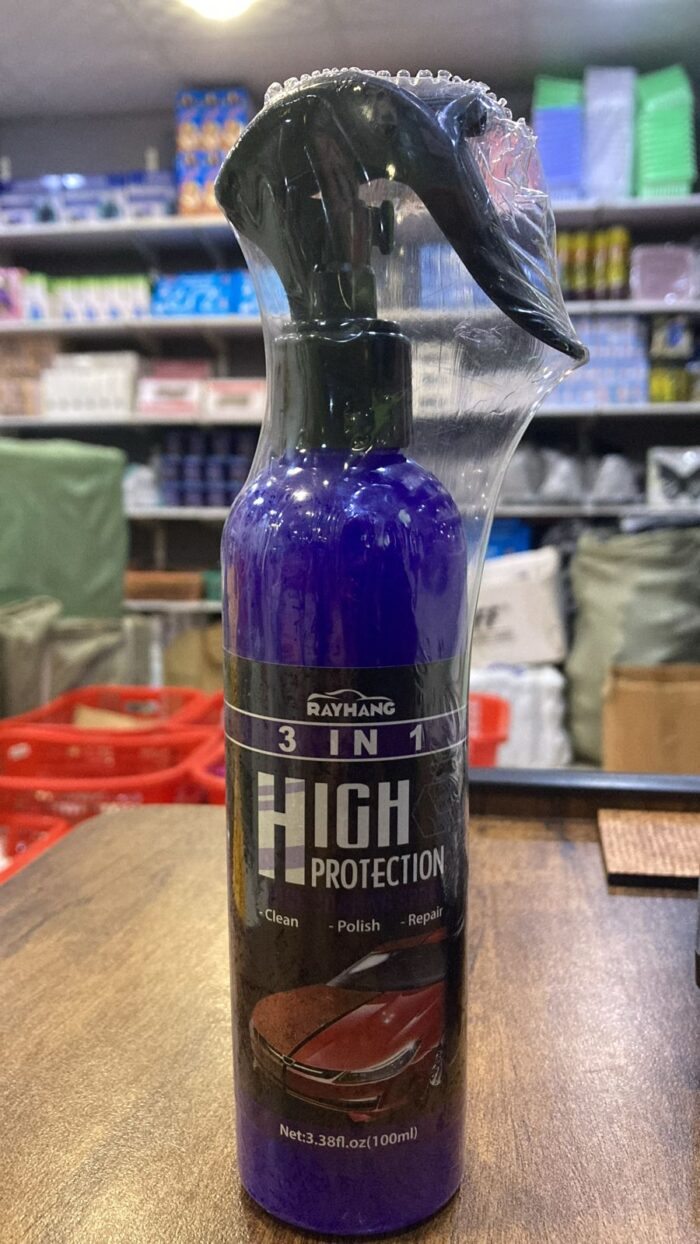 RAYHANG
3 IN 1
HIGH
PROTECTION
- Clean - Polish - Repair
Net:3.38fl.oz(100ml)